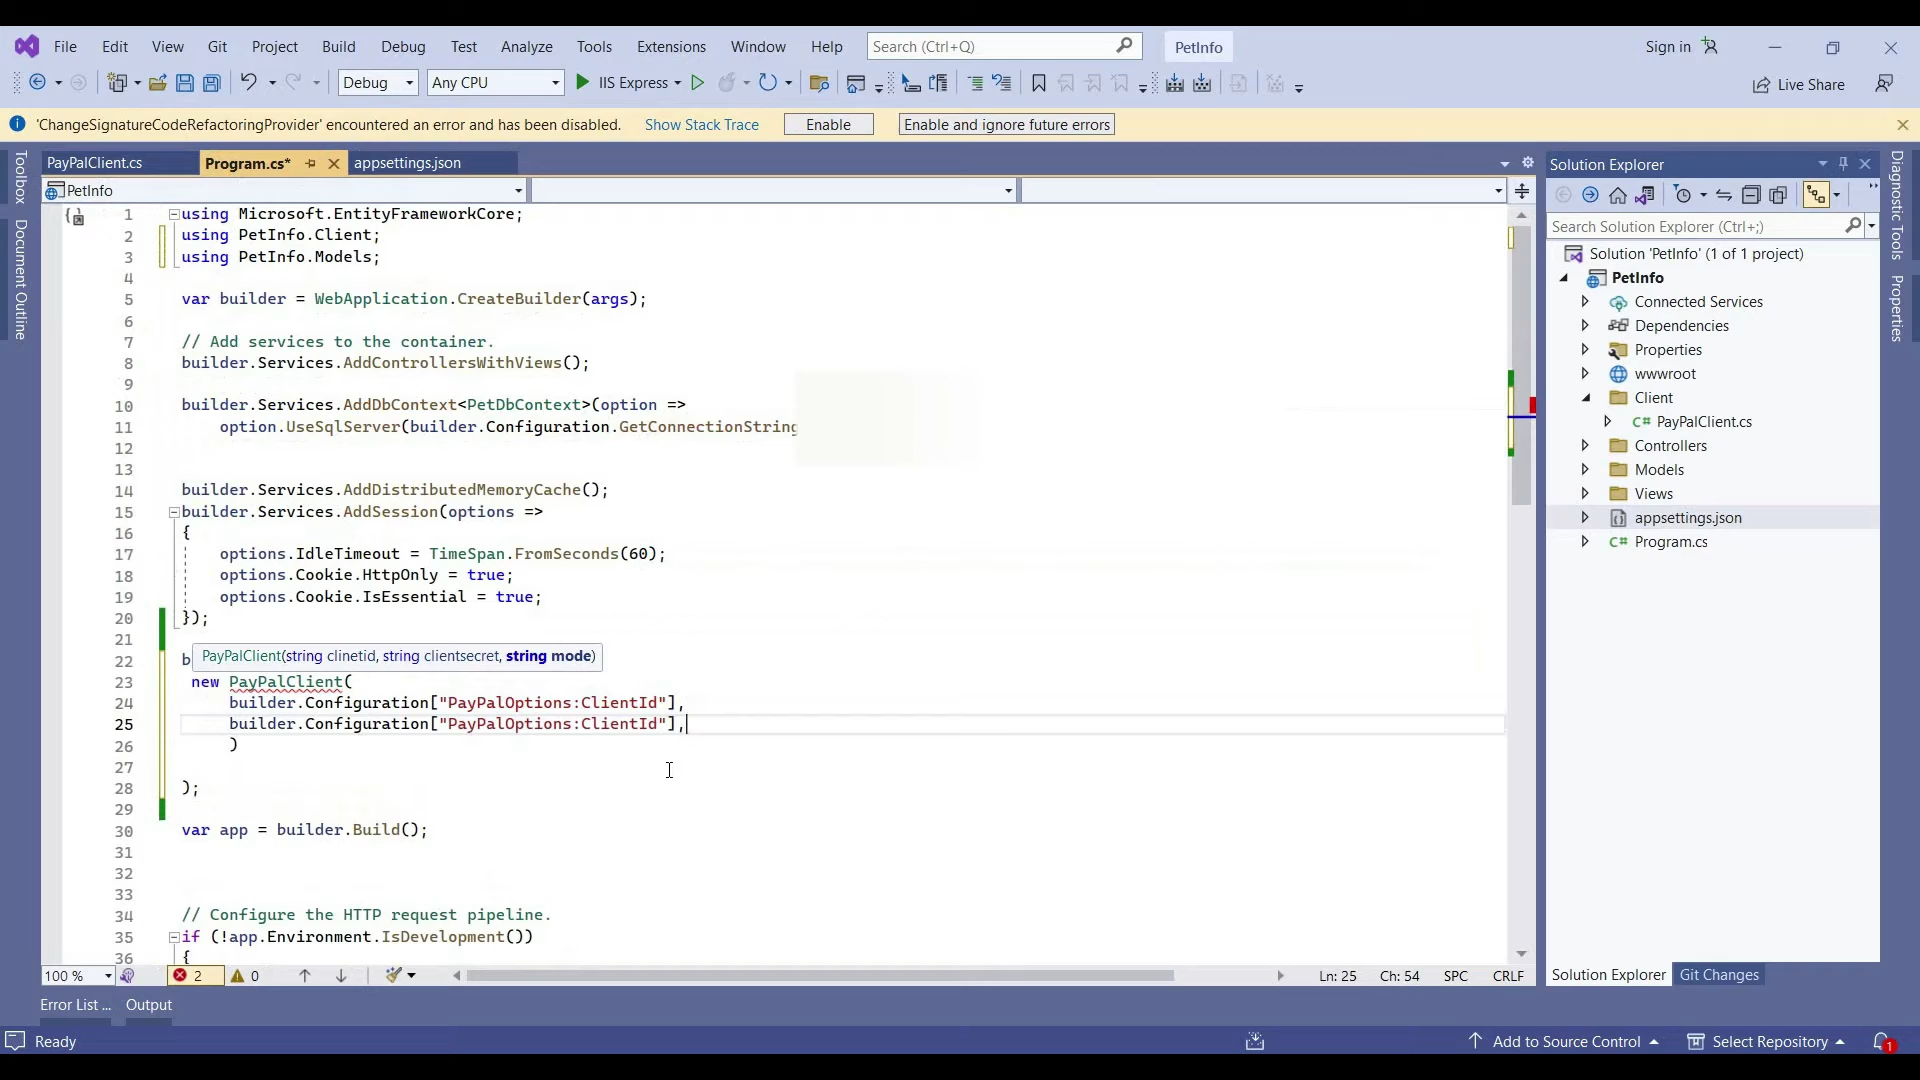 File Edit View Git Project Build Debug Test Analyze Tools Extensions Window Help Search (Ctrl+Q) PetInfo Sign in
Debug Any CPU IIS Express Live Share
'ChangeSignatureCodeRefactoringProvider' encountered an error and has been disabled. Show Stack Trace Enable Enable and ignore future errors
PayPalClient.cs Program.cs* appsettings.json
PetInfo
Toolbox
Document Outline
1 using Microsoft.EntityFrameworkCore;
2 using PetInfo.Client;
3 using PetInfo.Models;
4
5 var builder = WebApplication.CreateBuilder(args);
6
7 // Add services to the container.
8 builder.Services.AddControllersWithViews();
9
10 builder.Services.AddDbContext<PetDbContext>(option =>
11 option.UseSqlServer(builder.Configuration.GetConnectionString
12
13
14 builder.Services.AddDistributedMemoryCache();
15 builder.Services.AddSession(options =>
16 {
17 options.IdleTimeout = TimeSpan.FromSeconds(60);
18 options.Cookie.HttpOnly = true;
19 options.Cookie.IsEssential = true;
20 });
21
PayPalClient(string clinetid, string clientsecret, string mode)
22 b
23 new PayPalClient(
24 builder.Configuration["PayPalOptions:ClientId"],
25 builder.Configuration["PayPalOptions:ClientId"],
26 )
27
28 );
29
30 var app = builder.Build();
31
32
33
34 // Configure the HTTP request pipeline.
35 if (!app.Environment.IsDevelopment())
36 {
100 % 2 0 Ln: 25 Ch: 54 SPC CRLF
Error List ... Output
Solution Explorer
Search Solution Explorer (Ctrl+;)
Solution 'PetInfo' (1 of 1 project)
PetInfo
Connected Services
Dependencies
Properties
wwwroot
Client
C# PayPalClient.cs
Controllers
Models
Views
appsettings.json
C# Program.cs
Solution Explorer Git Changes
Diagnostic Tools
Properties
Ready Add to Source Control Select Repository 1